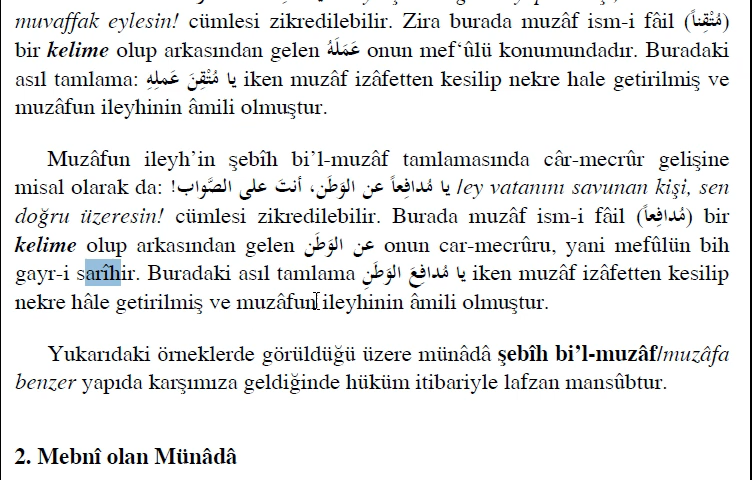 muvaffak eylesin! cümlesi zikredilebilir. Zira burada muzâf ism-i fâil (مُتْقِناً)
bir kelime olup arkasından gelen عَمَلَهُ onun mef‘ûlü konumundadır. Buradaki
asıl tamlama: يا مُتْقِنَ عَملِهِ iken muzâf izâfetten kesilip nekre hale getirilmiş ve
muzâfun ileyhinin âmili olmuştur.
Muzâfun ileyh’in şebîh bi’l-muzâf tamlamasında câr-mecrûr gelişine
misal olarak da: يا مُدافِعاً عن الوَطَن، أنتَ على الصَّواب! /ey vatanını savunan kişi, sen
doğru üzeresin! cümlesi zikredilebilir. Burada muzâf ism-i fâil (مُدافِعاً) bir
kelime olup arkasından gelen عن الوَطَن onun car-mecrûru, yani mefûlün bih
gayr-i sarîhir. Buradaki asıl tamlama يا مُدافِعَ الوَطَنِ iken muzâf izâfetten kesilip
nekre hâle getirilmiş ve muzâfun ileyhinin âmili olmuştur.
Yukarıdaki örneklerde görüldüğü üzere münâdâ şebîh bi’l-muzâf/muzâfa
benzer yapıda karşımıza geldiğinde hüküm itibariyle lafzan mansûbtur.
2. Mebnî olan Münâdâ